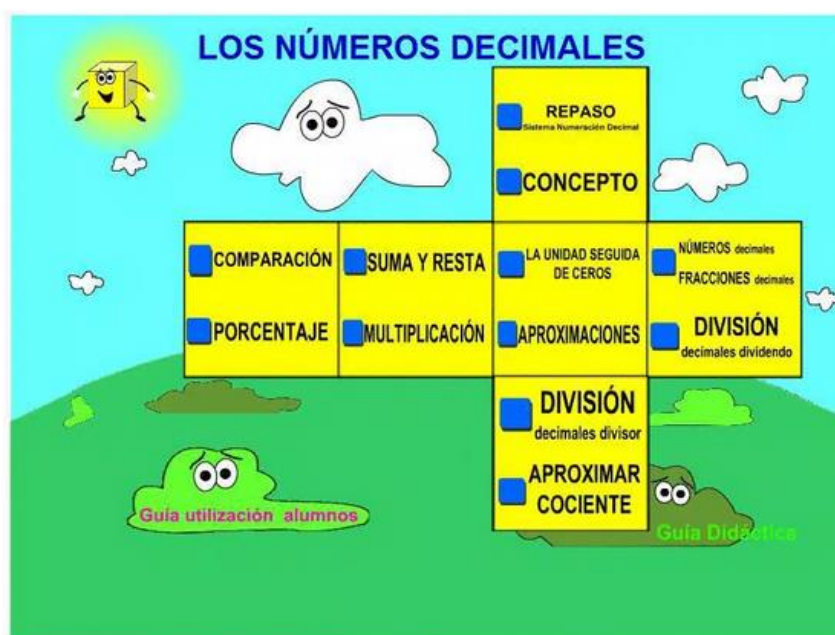 LOS NÚMEROS DECIMALES
REPASO
Sistema Numeración Decimal
CONCEPTO
COMPARACIÓN
PORCENTAJE
SUMA Y RESTA
MULTIPLICACIÓN
LA UNIDAD SEGUIDA
DE CEROS
APROXIMACIONES
NÚMEROS decimales
FRACCIONES decimales
DIVISIÓN
decimales dividendo
DIVISIÓN
decimales divisor
APROXIMAR
COCIENTE
Guía utilización alumnos
Guía Didáctica